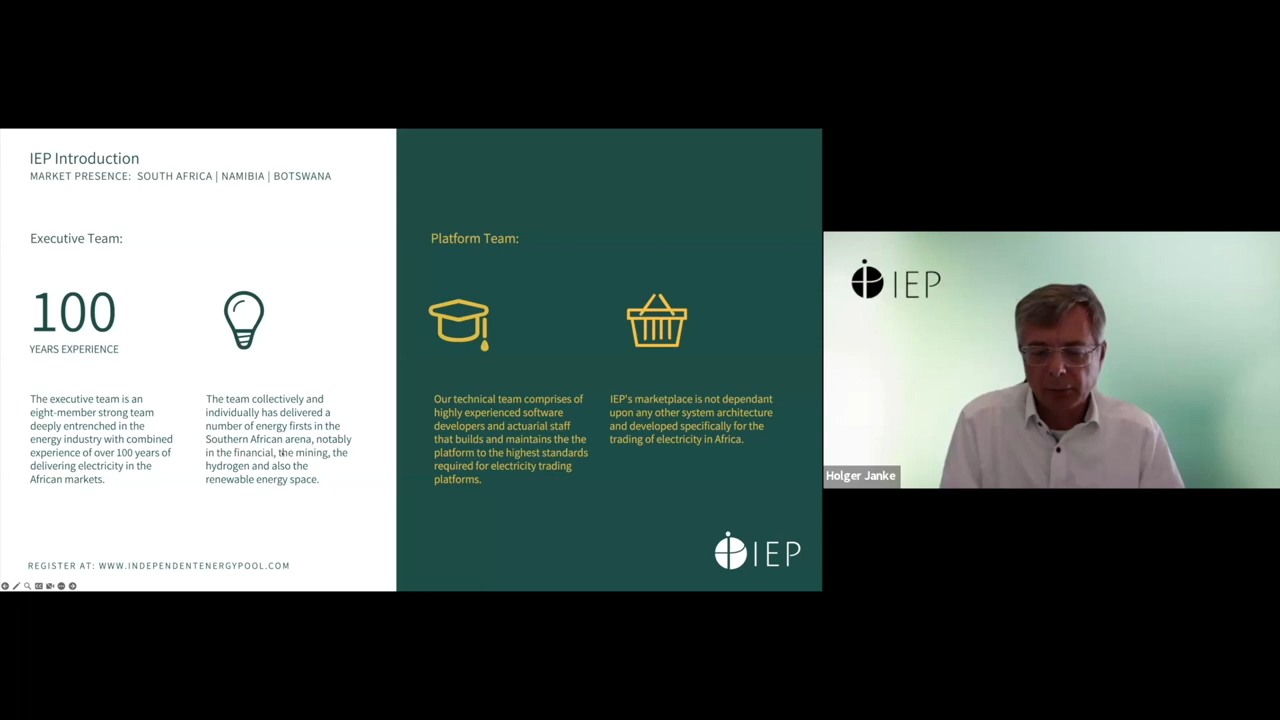 IEP Introduction
MARKET PRESENCE: SOUTH AFRICA | NAMIBIA | BOTSWANA
Executive Team:
100
YEARS EXPERIENCE
The executive team is an
eight-member strong team
deeply entrenched in the
energy industry with combined
experience of over 100 years of
delivering electricity in the
African markets.
The team collectively and
individually has delivered a
number of energy firsts in the
Southern African arena, notably
in the financial, the mining, the
hydrogen and also the
renewable energy space.
REGISTER AT: WWW.INDEPENDENTENERGYPOOL.COM
Platform Team:
Our technical team comprises of
highly experienced software
developers and actuarial staff
that builds and maintains the the
platform to the highest standards
required for electricity trading
platforms.
IEP's marketplace is not dependant
upon any other system architecture
and developed specifically for the
trading of electricity in Africa.
IEP
IEP
Holger Janke